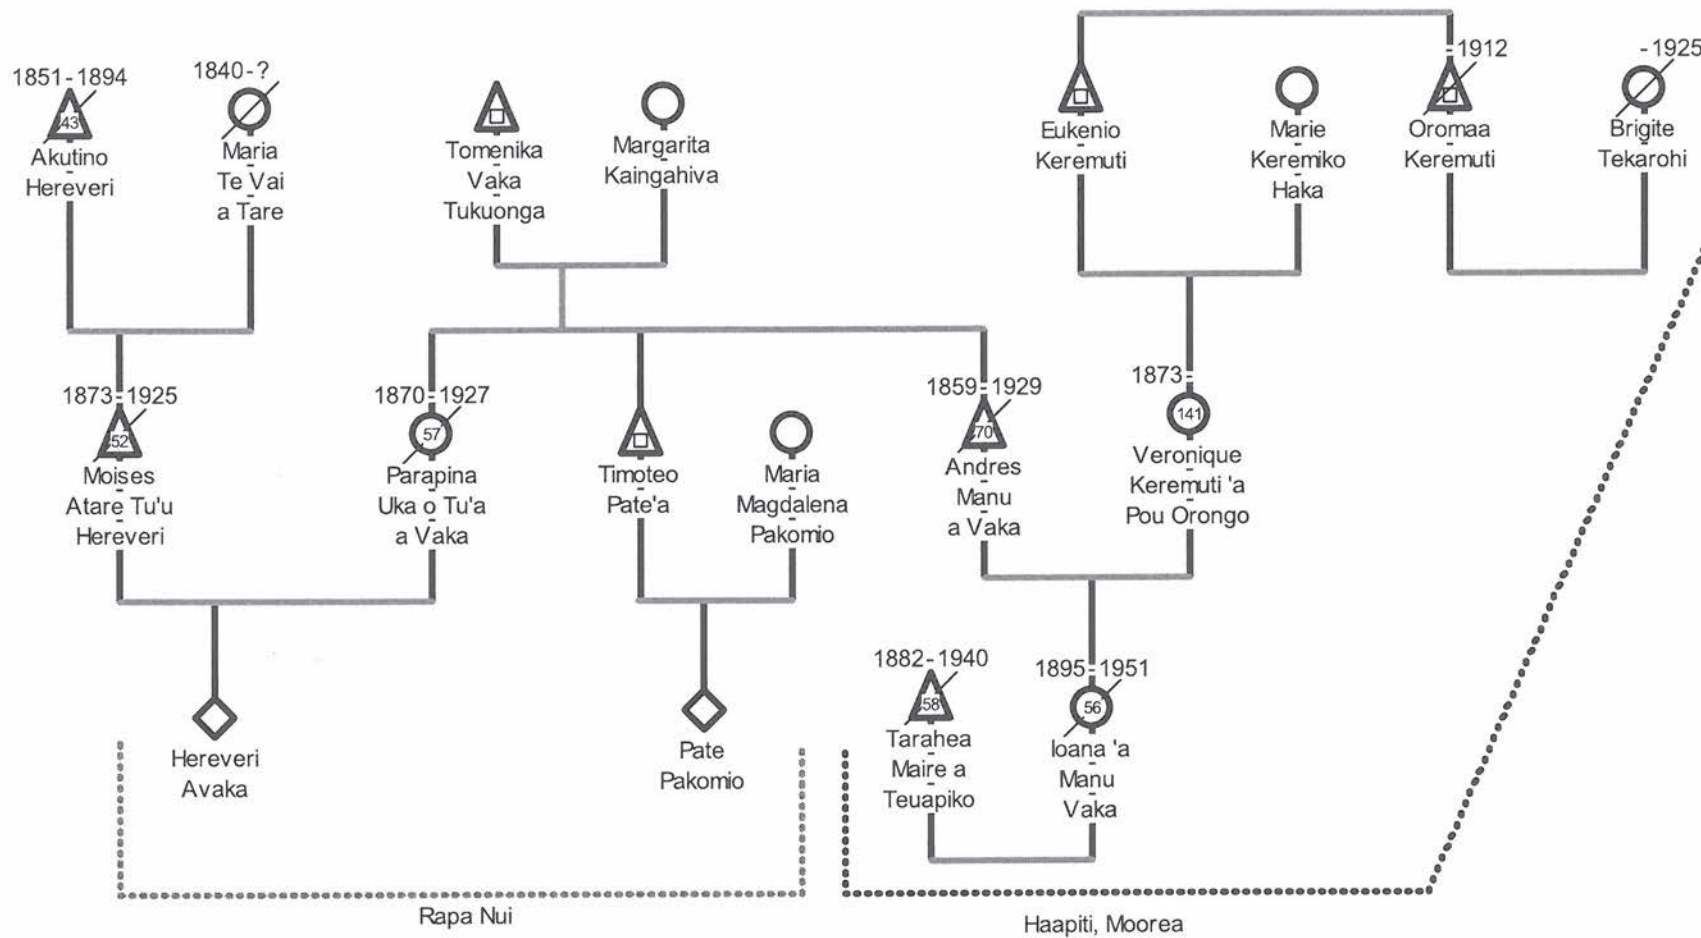 1851-1894
43
Akutino
Hereveri
1840-?
Maria
Te Vai
a Tare
Tomenika
Vaka
Tukuonga
Margarita
Kaingahiva
Eukenio
Keremuti
Marie
Keremiko
Haka
-1912
Oromaa
Keremuti
-1925
Brigite
Tekarohi
1873-1925
52
Moises
Atare Tu'u
Hereveri
1870-1927
57
Parapina
Uka o Tu'a
a Vaka
Timoteo
Pate'a
Maria
Magdalena
Pakomio
1859-1929
70
Andres
Manu
a Vaka
1873-
141
Veronique
Keremuti 'a
Pou Orongo
Hereveri
Avaka
Pate
Pakomio
1882-1940
58
Tarahea
Maire a
Teuapiko
1895-1951
56
Ioana 'a
Manu
Vaka
Rapa Nui
Haapiti, Moorea